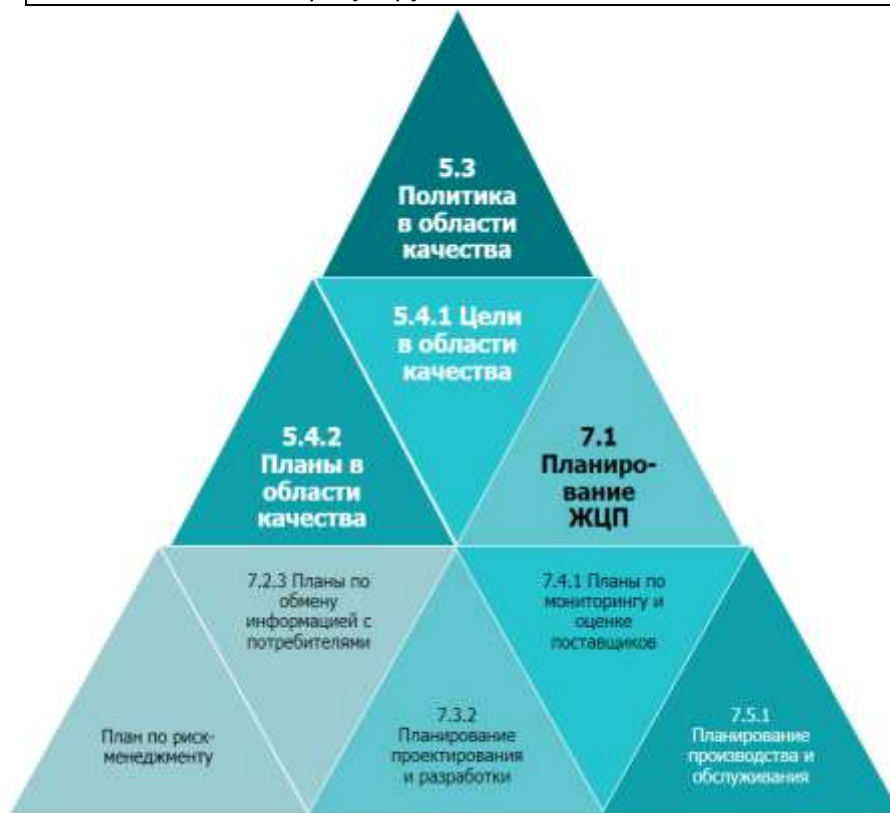 5.3
Политика
в области
качества
5.4.1 Цели
в области
качества
5.4.2
Планы в
области
качества
7.1
Планиро-
вание
ЖЦП
7.2.3 Планы по
обмену
информацией с
потребителями
7.4.1 Планы по
мониторингу и
оценке
поставщиков
План по риск-
менеджменту
7.3.2
Планирование
проектирования
и разработки
7.5.1
Планирование
производства и
обслуживания